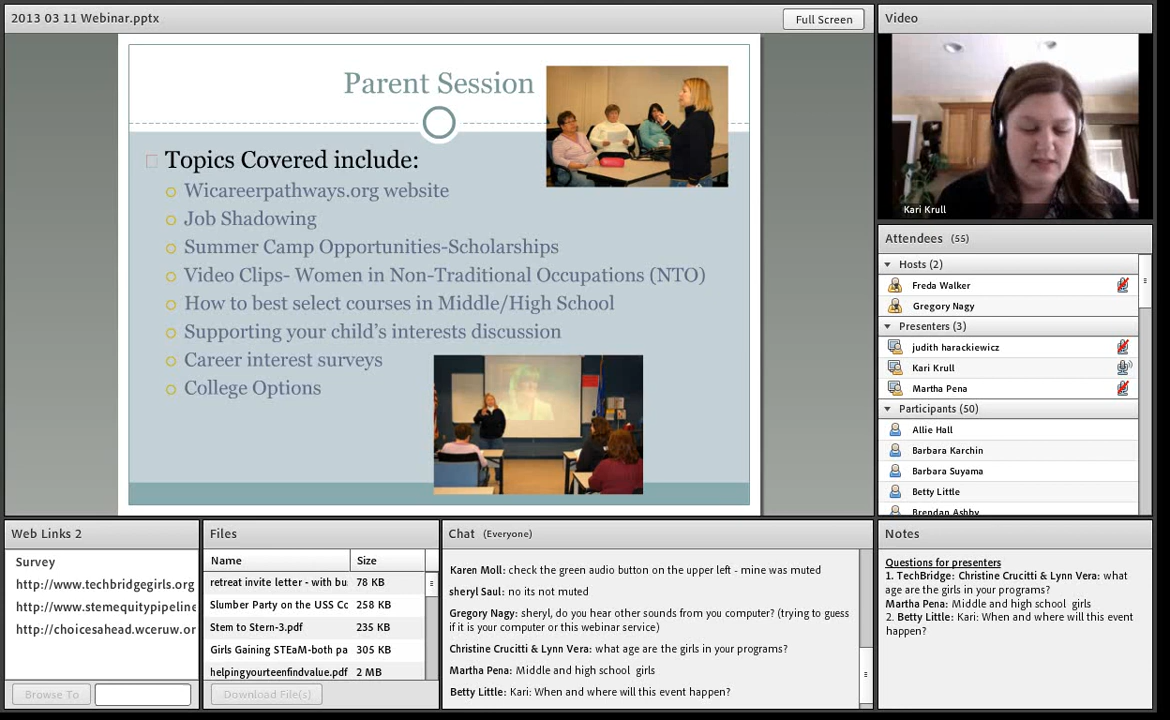 2013 03 11 Webinar.pptx
Full Screen
Parent Session
Topics Covered include:
Wicareerpathways.org website
Job Shadowing
Summer Camp Opportunities-Scholarships
Video Clips- Women in Non-Traditional Occupations (NTO)
How to best select courses in Middle/High School
Supporting your child's interests discussion
Career interest surveys
College Options
Video
Kari Krull
Attendees (55)
Hosts (2)
Freda Walker
Gregory Nagy
Presenters (3)
judith harackiewicz
Kari Krull
Martha Pena
Participants (50)
Allie Hall
Barbara Karchin
Barbara Suyama
Betty Little
Brendan Ashby
Web Links 2
Survey
http://www.techbridgegirls.org
http://www.stemequitypipeline
http://choicesahead.wceruw.or
Browse To
Files
Name Size
retreat invite letter - with bu 78 KB
Slumber Party on the USS Co 258 KB
Stem to Stern-3.pdf 235 KB
Girls Gaining STEaM-both pa 305 KB
helpingyourteenfindvalue.pdf 2 MB
Download File(s)
Chat (Everyone)
Karen Moll: check the green audio button on the upper left - mine was muted
sheryl Saul: no its not muted
Gregory Nagy: sheryl, do you hear other sounds from you computer? (trying to guess
if it is your computer or this webinar service)
Christine Crucitti & Lynn Vera: what age are the girls in your programs?
Martha Pena: Middle and high school girls
Betty Little: Kari: When and where will this event happen?
Notes
Questions for presenters
1. TechBridge: Christine Crucitti & Lynn Vera: what
age are the girls in your programs?
Martha Pena: Middle and high school girls
2. Betty Little: Kari: When and where will this event
happen?